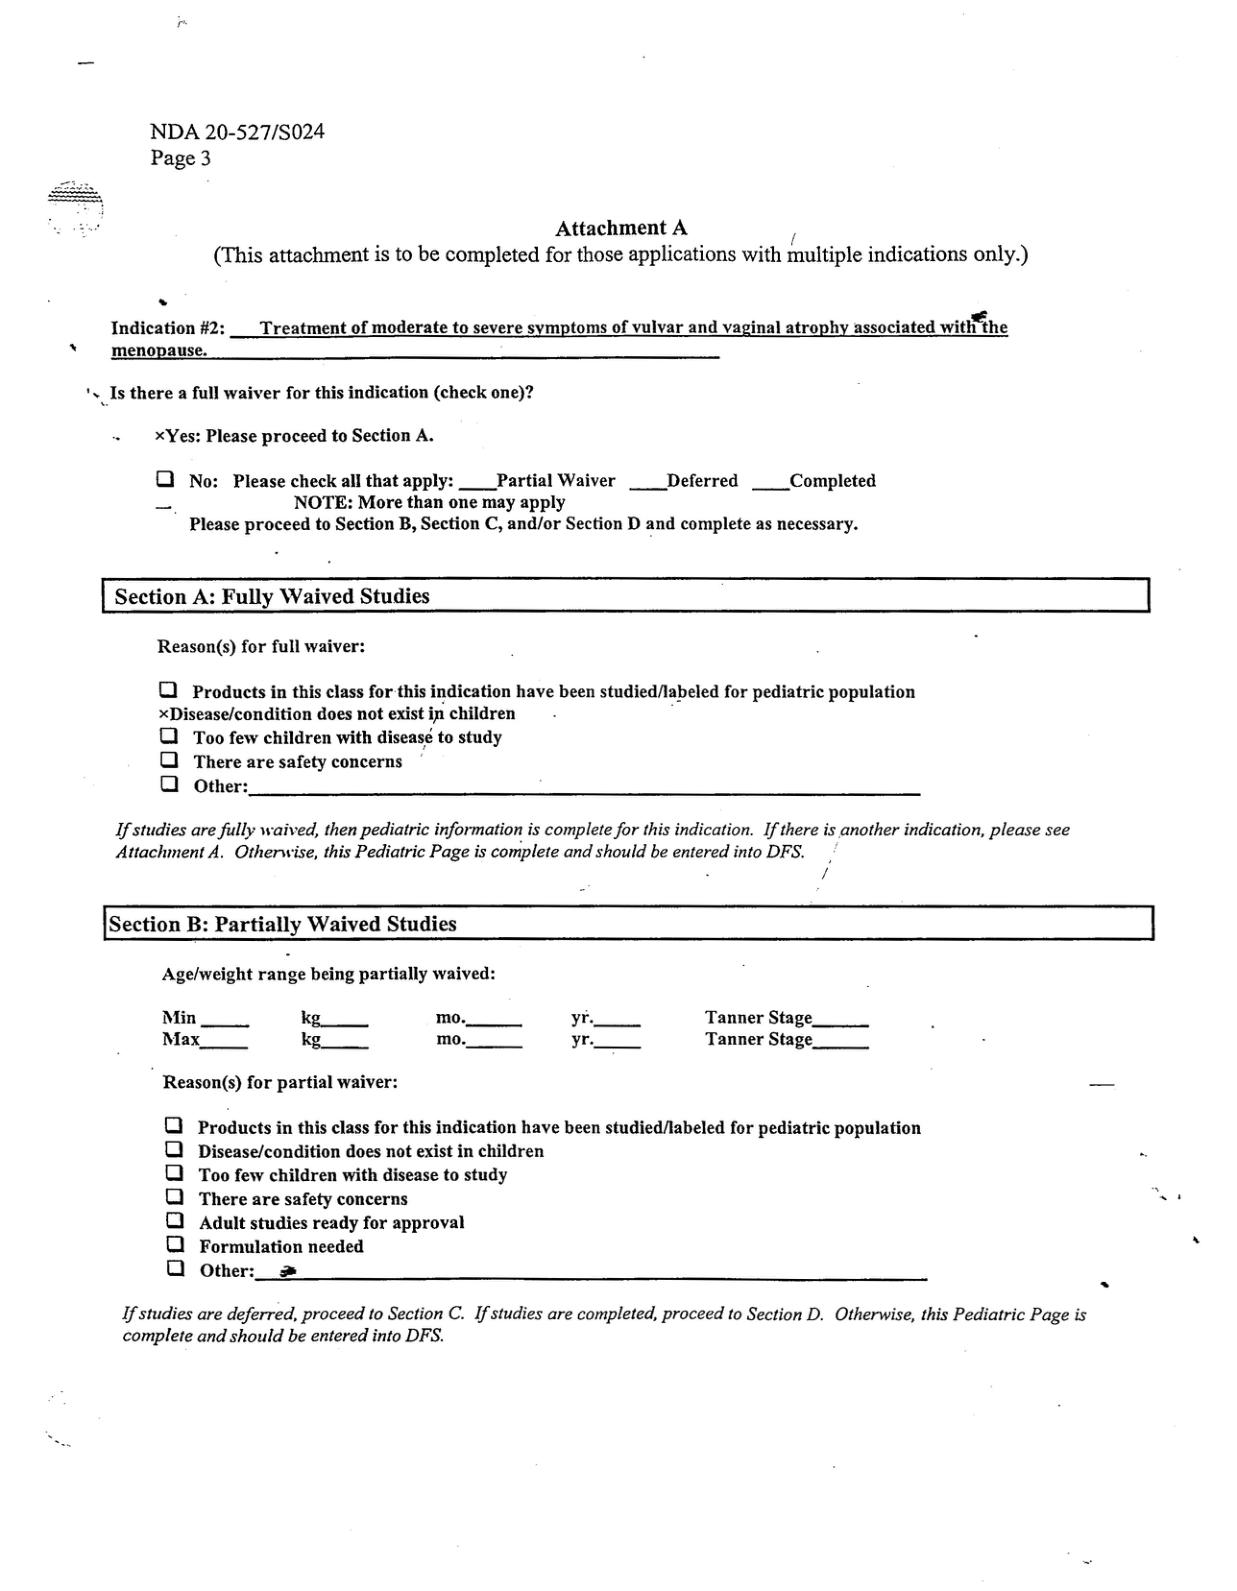 NDA 20-527/S024
Page 3
Attachment A
(This attachment is to be completed for those applications with multiple indications only.)
Indication #2: ___Treatment of moderate to severe symptoms of vulvar and vaginal atrophy associated with the
menopause.
Is there a full waiver for this indication (check one)?
×Yes: Please proceed to Section A.
❑ No: Please check all that apply: ____Partial Waiver ____Deferred ____Completed
NOTE: More than one may apply
Please proceed to Section B, Section C, and/or Section D and complete as necessary.
Section A: Fully Waived Studies
Reason(s) for full waiver:
❑ Products in this class for this indication have been studied/labeled for pediatric population
×Disease/condition does not exist in children
❑ Too few children with disease to study
❑ There are safety concerns
❑ Other:____
If studies are fully waived, then pediatric information is complete for this indication. If there is another indication, please see
Attachment A. Otherwise, this Pediatric Page is complete and should be entered into DFS.
Section B: Partially Waived Studies
Age/weight range being partially waived:
Min _____ kg_____ mo.______ yr._____ Tanner Stage______
Max_____ kg_____ mo.______ yr._____ Tanner Stage______
Reason(s) for partial waiver:
❑ Products in this class for this indication have been studied/labeled for pediatric population
❑ Disease/condition does not exist in children
❑ Too few children with disease to study
❑ There are safety concerns
❑ Adult studies ready for approval
❑ Formulation needed
❑ Other:____
If studies are deferred, proceed to Section C. If studies are completed, proceed to Section D. Otherwise, this Pediatric Page is
complete and should be entered into DFS.